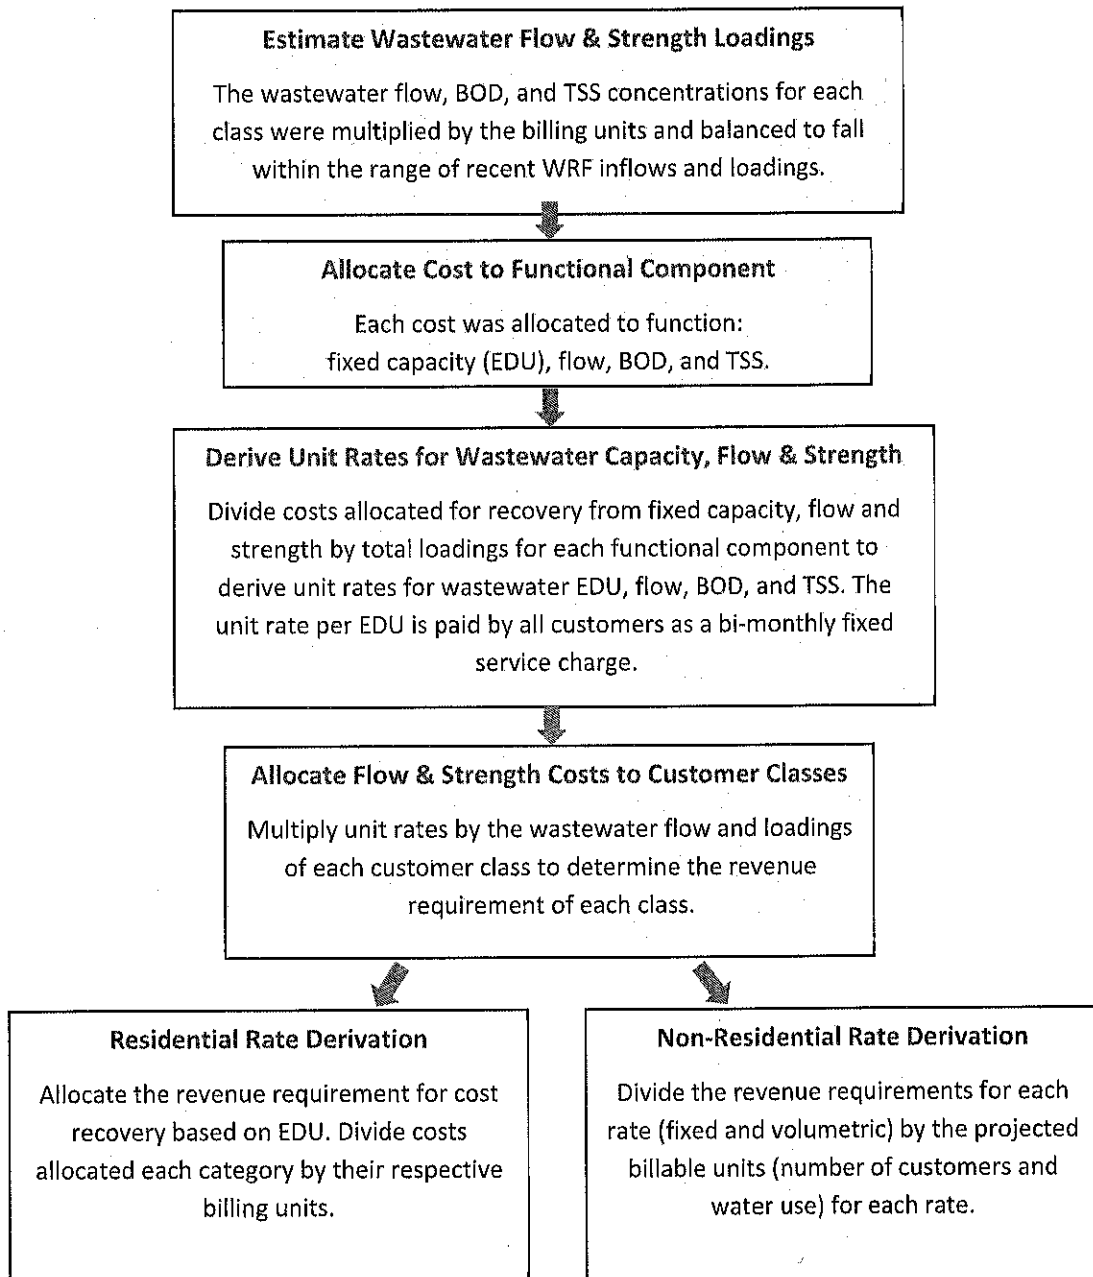 Estimate Wastewater Flow & Strength Loadings
The wastewater flow, BOD, and TSS concentrations for each
class were multiplied by the billing units and balanced to fall
within the range of recent WRF inflows and loadings.
Allocate Cost to Functional Component
Each cost was allocated to function:
fixed capacity (EDU), flow, BOD, and TSS.
Derive Unit Rates for Wastewater Capacity, Flow & Strength
Divide costs allocated for recovery from fixed capacity, flow and
strength by total loadings for each functional component to
derive unit rates for wastewater EDU, flow, BOD, and TSS. The
unit rate per EDU is paid by all customers as a bi-monthly fixed
service charge.
Allocate Flow & Strength Costs to Customer Classes
Multiply unit rates by the wastewater flow and loadings
of each customer class to determine the revenue
requirement of each class.
Residential Rate Derivation
Allocate the revenue requirement for cost
recovery based on EDU. Divide costs
allocated each category by their respective
billing units.
Non-Residential Rate Derivation
Divide the revenue requirements for each
rate (fixed and volumetric) by the projected
billable units (number of customers and
water use) for each rate.